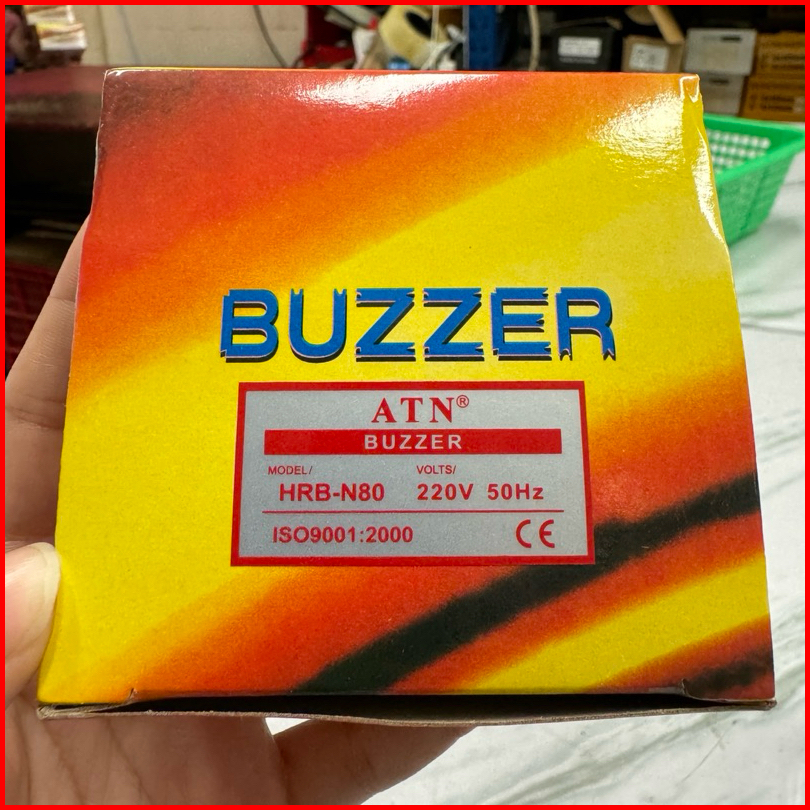 BUZZER
ATN®
BUZZER
MODEL/ VOLTS/
HRB-N80 220V 50Hz
ISO9001:2000 CE